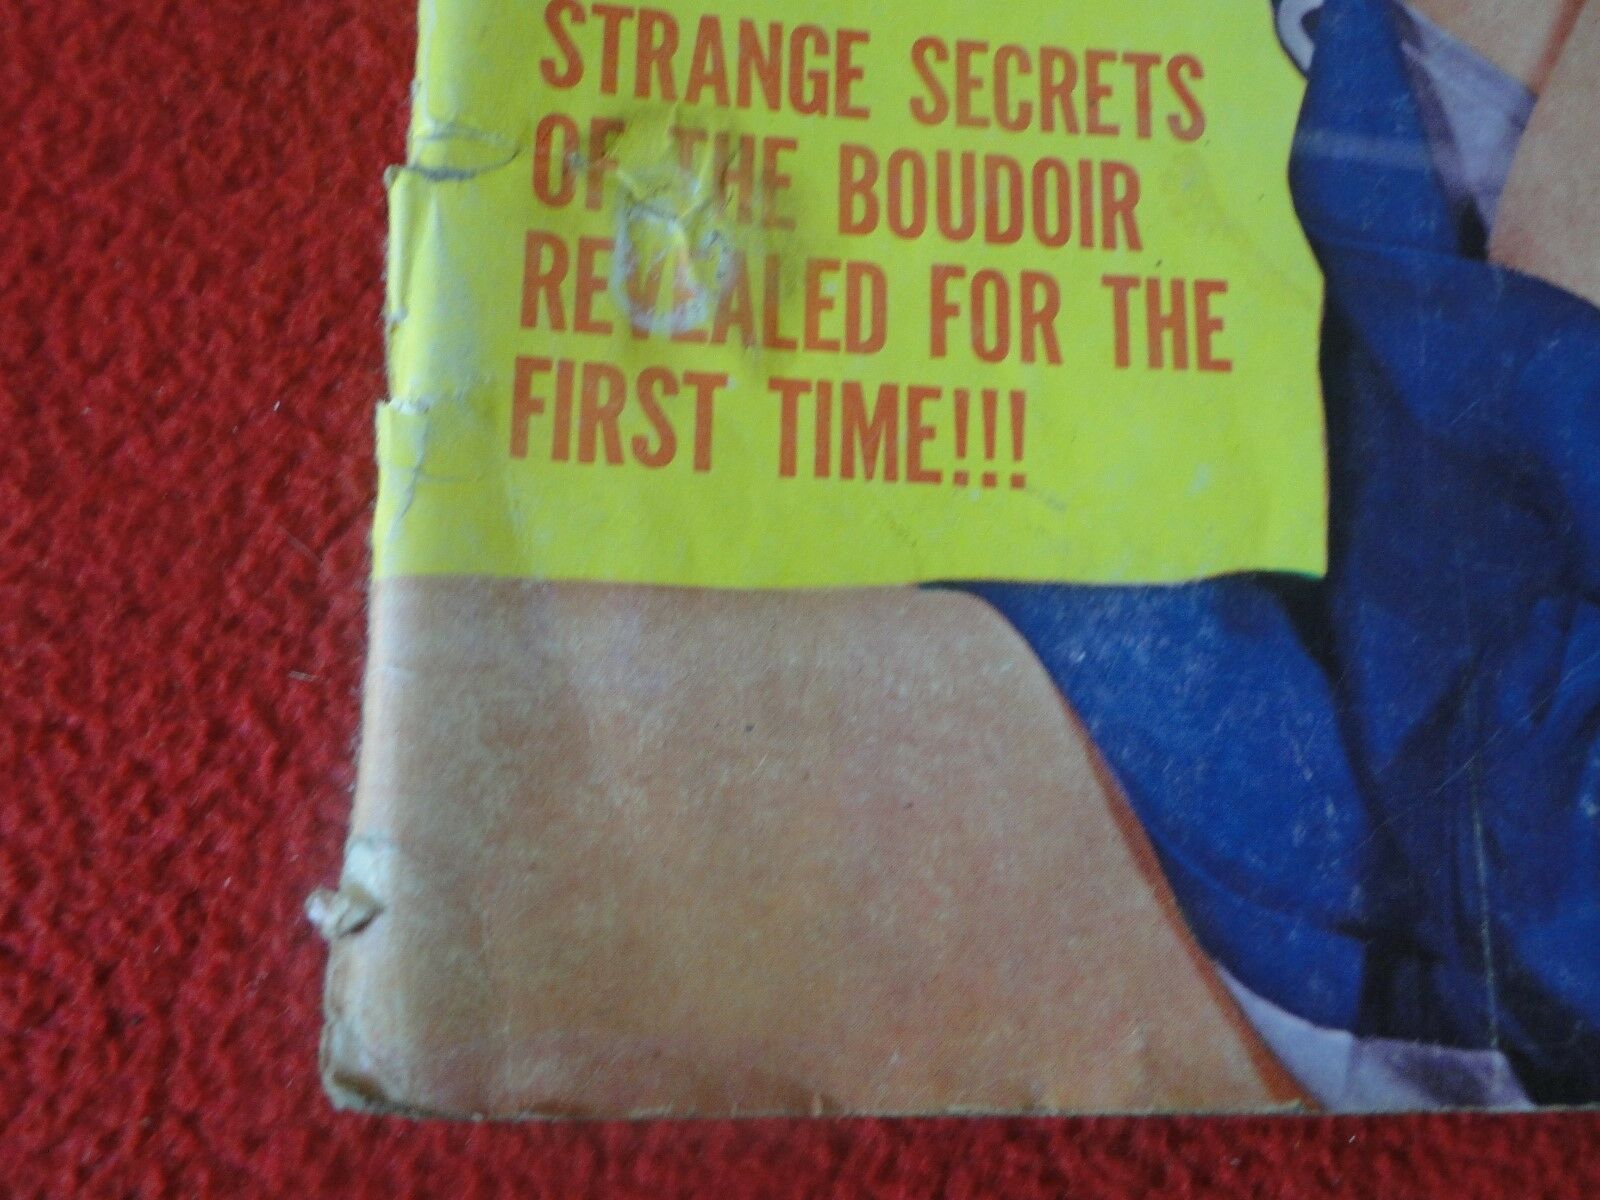 STRANGE SECRETS
OF THE BOUDOIR
REVEALED FOR THE
FIRST TIME!!!